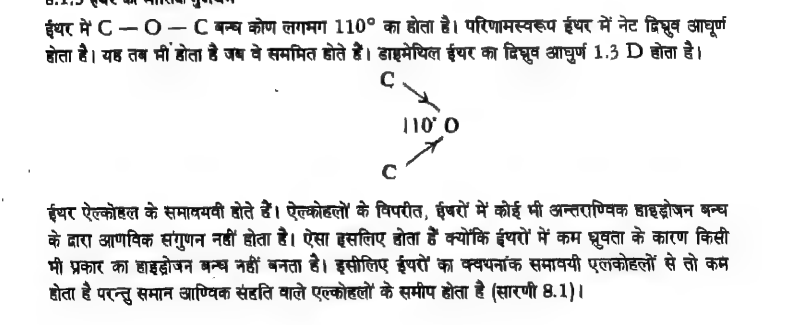 ईथर में C — O — C बन्ध कोण लगभग 110° का होता है। परिणामस्वरूप ईथर में नेट द्विध्रुव आघूर्ण
होता है। यह तब भी होता है जब वे सममित होते हैं। डाइमेथिल ईथर का द्विध्रुव आघुर्ण 1.3 D होता है।
C
110° O
C
ईथर ऐल्कोहल के समावयवी होते हैं। ऐल्कोहलों के विपरीत, ईथरों में कोई भी अन्तराण्विक हाइड्रोजन बन्ध
के द्वारा आणविक संगुणन नहीं होता है। ऐसा इसलिए होता है क्योंकि ईथरों में कम ध्रुवता के कारण किसी
भी प्रकार का हाइड्रोजन बन्ध नहीं बनता है। इसीलिए ईथरों का क्वथनांक समावयी एलकोहलों से तो कम
होता है परन्तु समान आण्विक संहति वाले एल्कोहलों के समीप होता है (सारणी 8.1)।